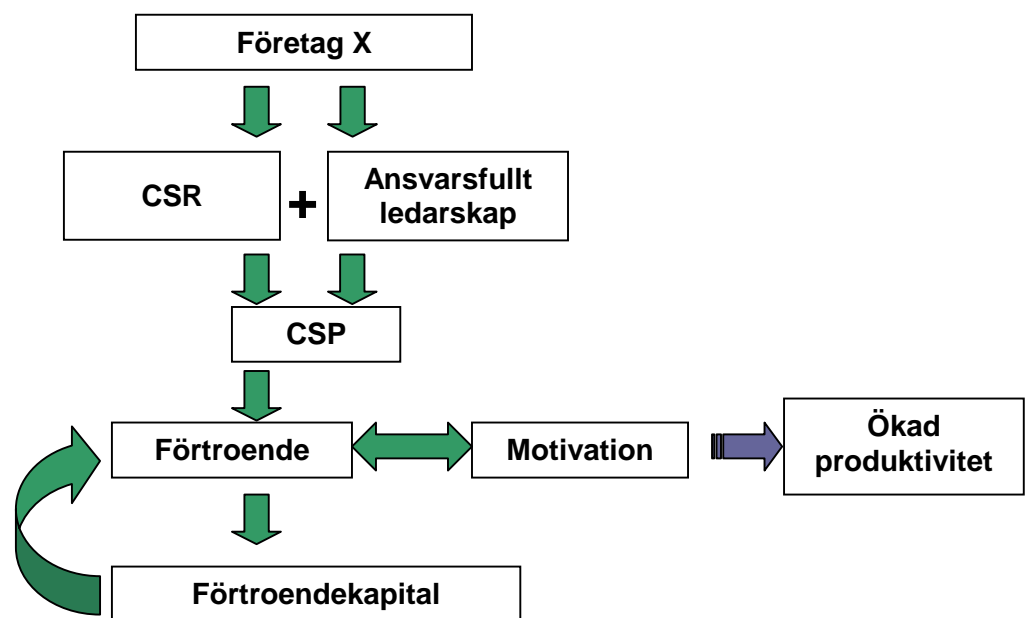 Företag X
CSR
+
Ansvarsfullt
ledarskap
CSP
Förtroende
Motivation
Ökad
produktivitet
Förtroendekapital